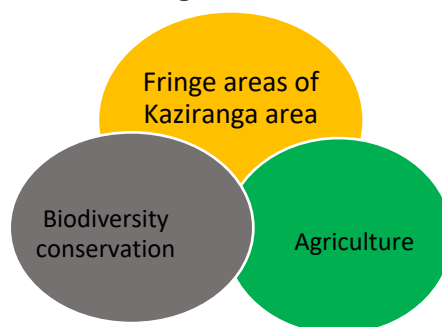 Fringe areas of
Kaziranga area
Biodiversity
conservation
Agriculture